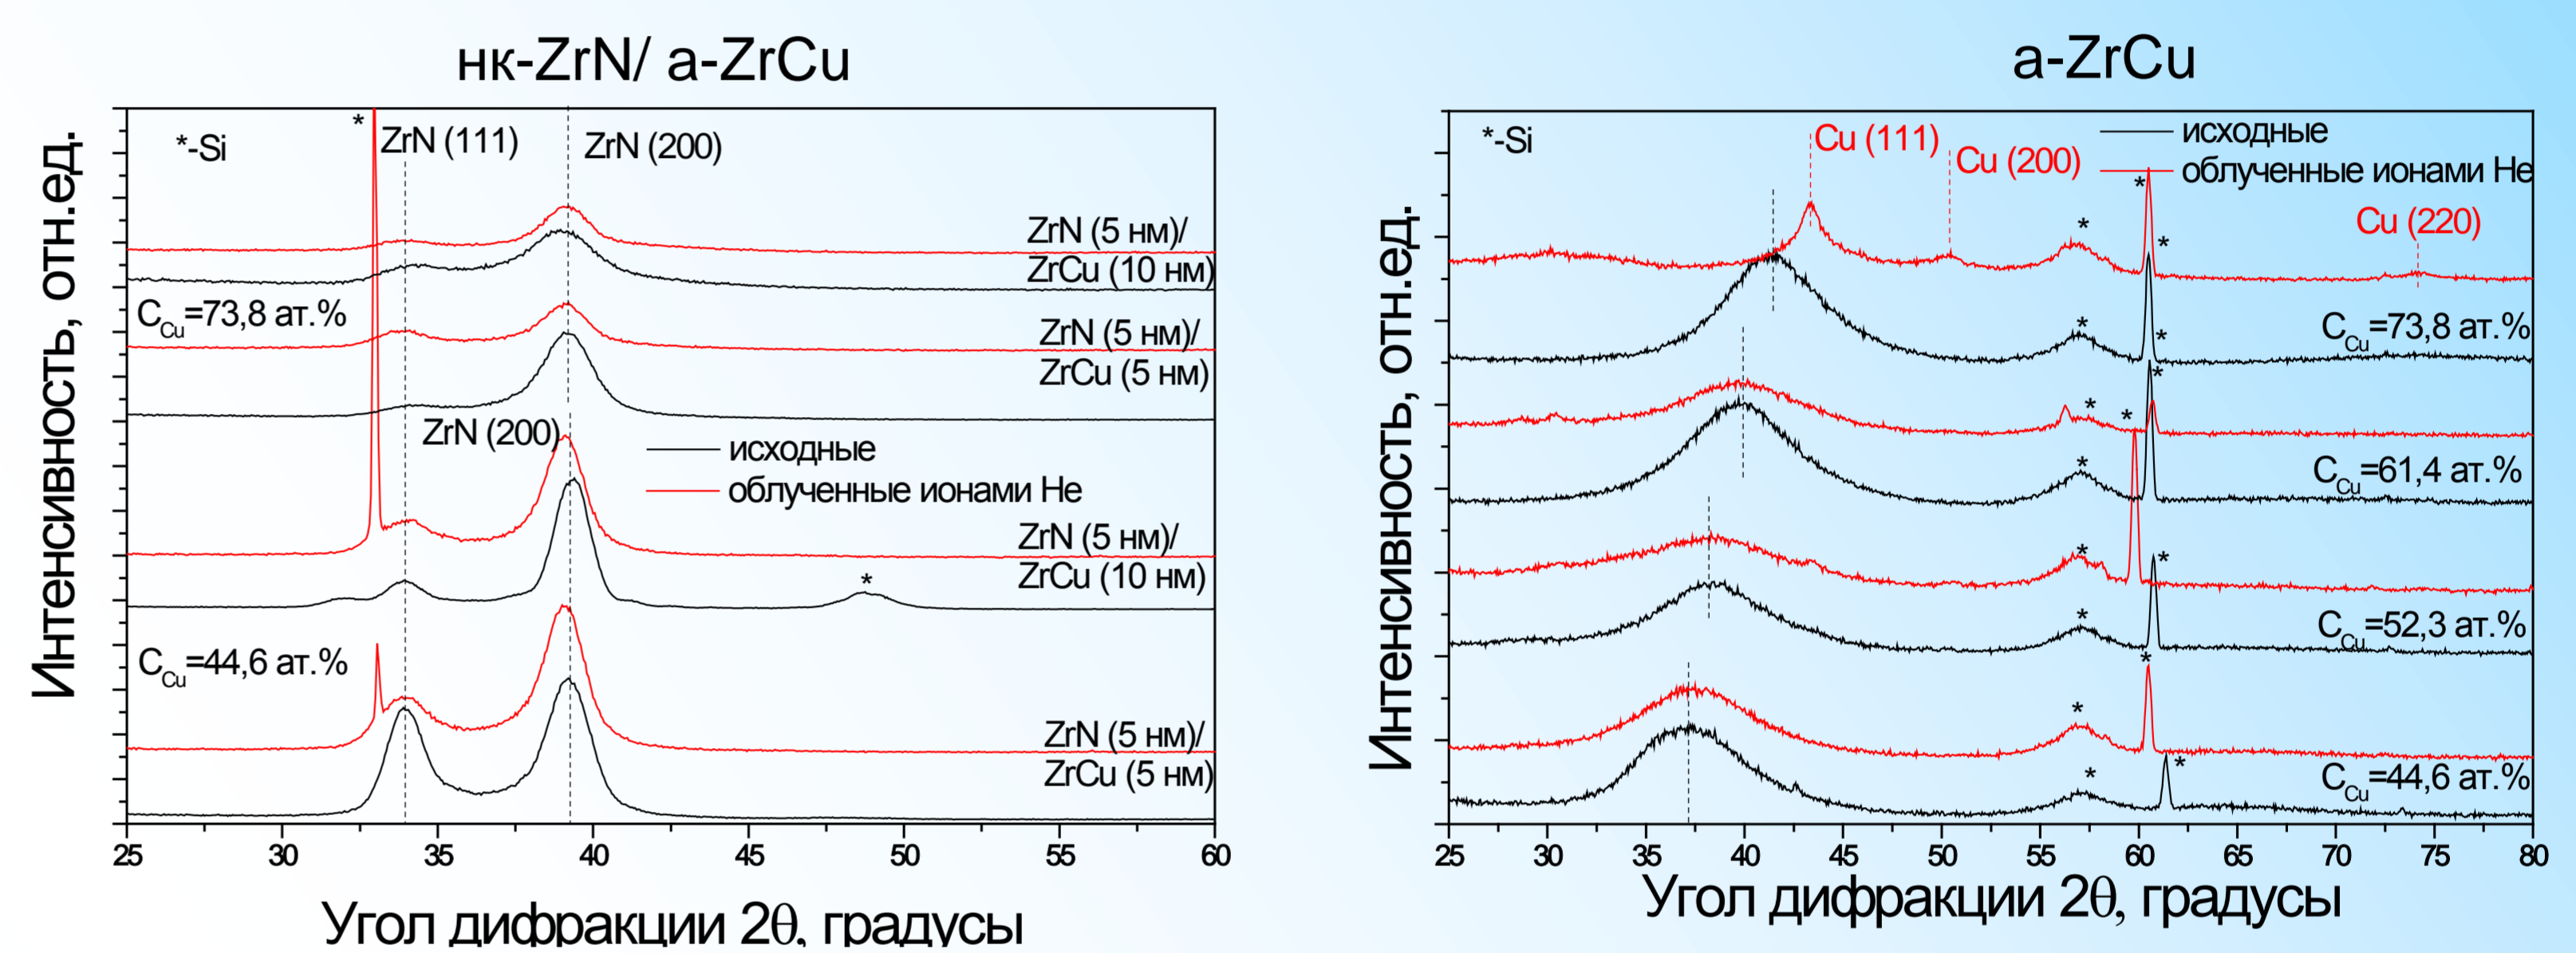 нк-ZrN/ а-ZrCu
Интенсивность, отн.ед.
*-Si
*
ZrN (111)
ZrN (200)
ZrN (5 нм)/
ZrCu (10 нм)
C_Cu=73,8 ат.%
ZrN (5 нм)/
ZrCu (5 нм)
ZrN (200)
исходные
облученные ионами He
ZrN (5 нм)/
ZrCu (10 нм)
*
C_Cu=44,6 ат.%
ZrN (5 нм)/
ZrCu (5 нм)
25 30 35 40 45 50 55 60
Угол дифракции 2θ, градусы
а-ZrCu
Интенсивность, отн.ед.
*-Si
Cu (111)
Cu (200)
исходные
облученные ионами He
Cu (220)
* * *
C_Cu=73,8 ат.%
* *
*
* *
C_Cu=61,4 ат.%
*
* *
C_Cu=52,3 ат.%
*
*
* *
C_Cu=44,6 ат.%
* *
25 30 35 40 45 50 55 60 65 70 75 80
Угол дифракции 2θ, градусы